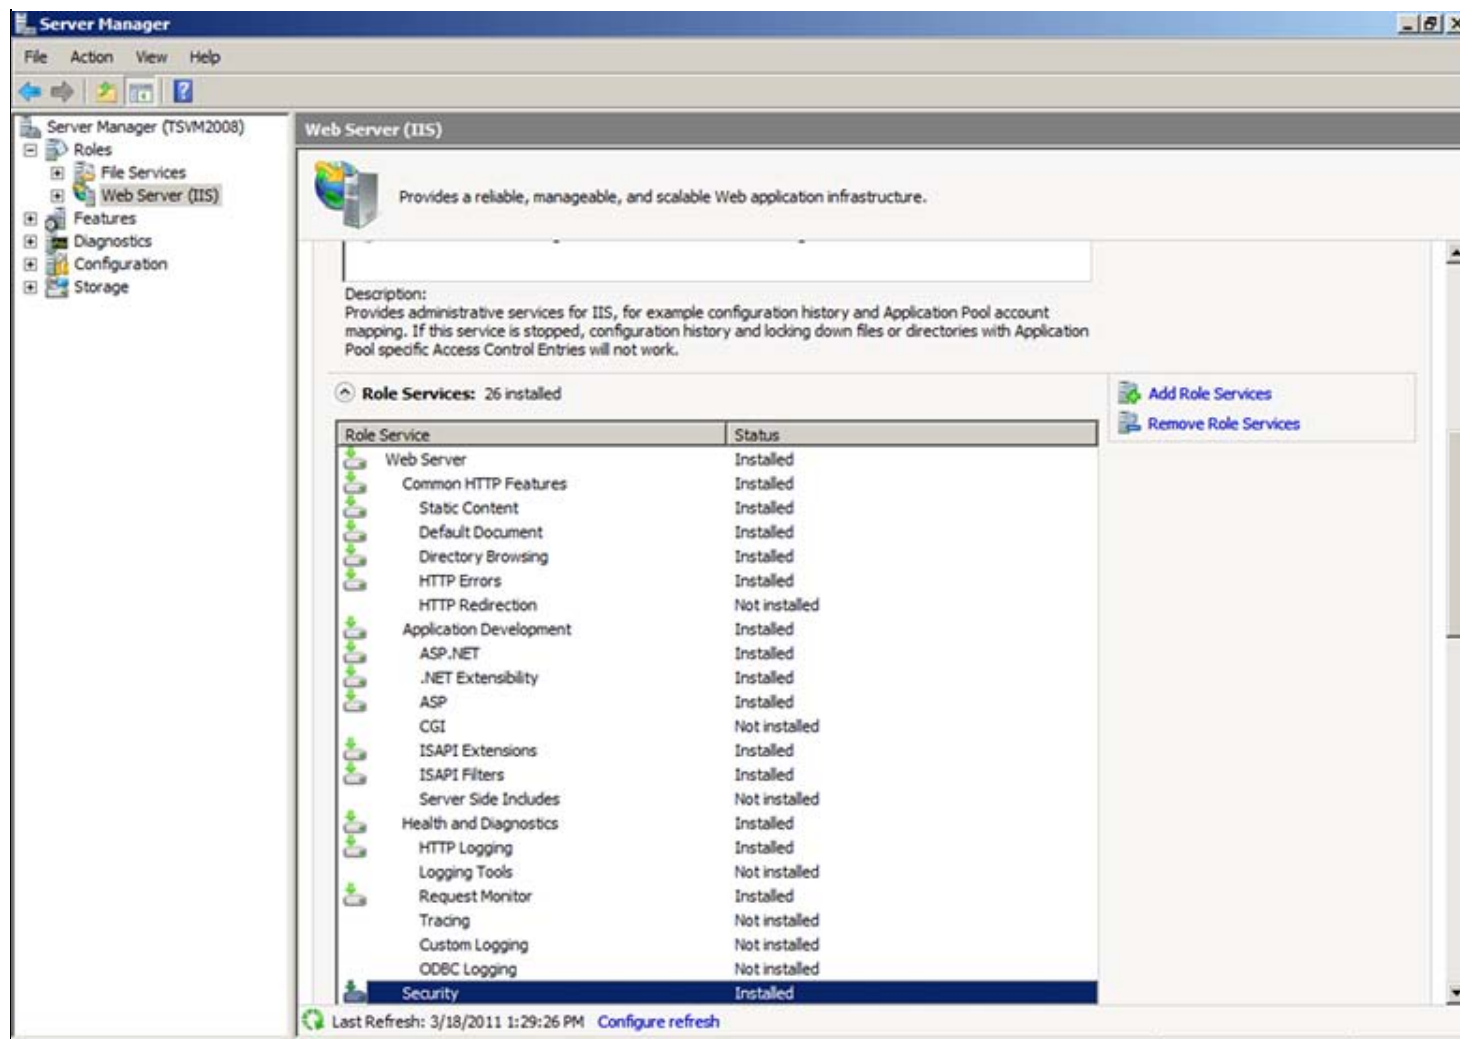 Server Manager
File Action View Help
Server Manager (TSVM2008)
Roles
File Services
Web Server (IIS)
Features
Diagnostics
Configuration
Storage
Web Server (IIS)
Provides a reliable, manageable, and scalable Web application infrastructure.
Description:
Provides administrative services for IIS, for example configuration history and Application Pool account
mapping. If this service is stopped, configuration history and locking down files or directories with Application
Pool specific Access Control Entries will not work.
Role Services: 26 installed
Add Role Services
Remove Role Services
Role Service Status
Web Server Installed
Common HTTP Features Installed
Static Content Installed
Default Document Installed
Directory Browsing Installed
HTTP Errors Installed
HTTP Redirection Not installed
Application Development Installed
ASP.NET Installed
.NET Extensibility Installed
ASP Installed
CGI Not installed
ISAPI Extensions Installed
ISAPI Filters Installed
Server Side Includes Not installed
Health and Diagnostics Installed
HTTP Logging Installed
Logging Tools Not installed
Request Monitor Installed
Tracing Not installed
Custom Logging Not installed
ODBC Logging Not installed
Security Installed
Last Refresh: 3/18/2011 1:29:26 PM Configure refresh